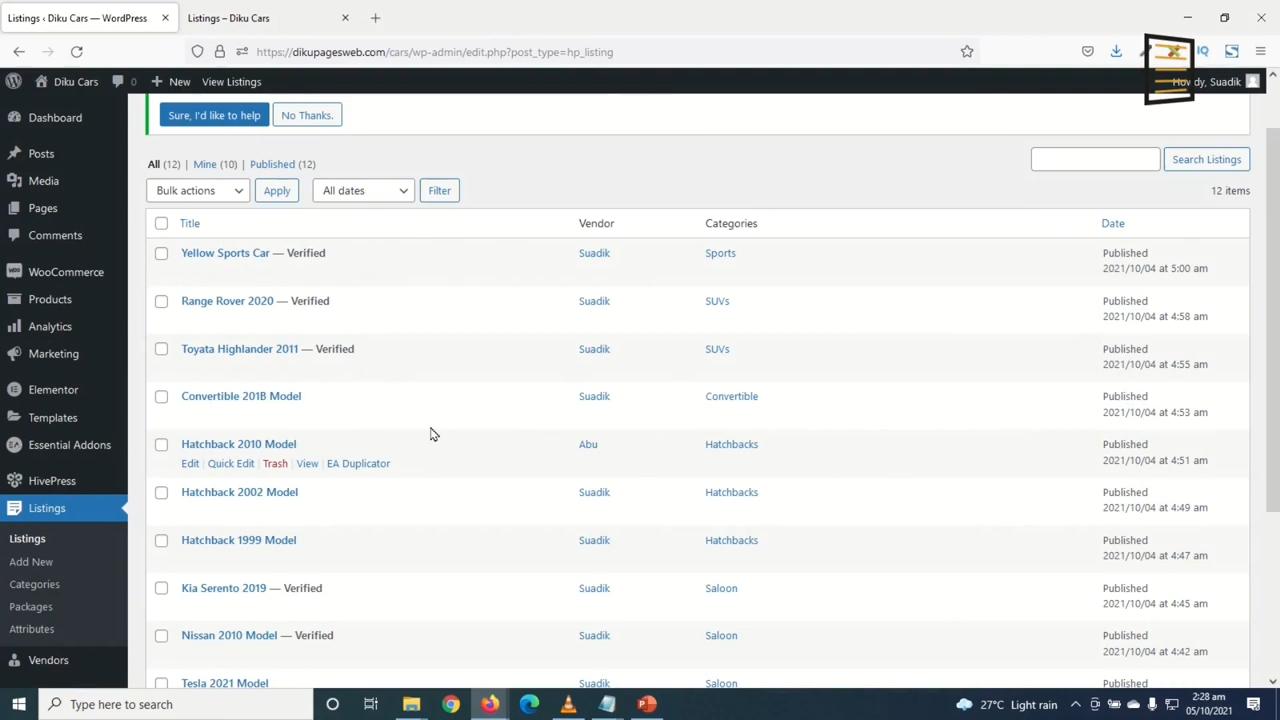 Listings ‹ Diku Cars — WordPress
Listings – Diku Cars
https://dikupagesweb.com/cars/wp-admin/edit.php?post_type=hp_listing
IQ
Diku Cars 0 New View Listings
dy, Suadik
Sure, I'd like to help No Thanks.
All (12) | Mine (10) | Published (12)
Search Listings
Bulk actions Apply All dates Filter
12 items
Title Vendor Categories Date
Yellow Sports Car — Verified Suadik Sports Published
2021/10/04 at 5:00 am
Range Rover 2020 — Verified Suadik SUVs Published
2021/10/04 at 4:58 am
Toyata Highlander 2011 — Verified Suadik SUVs Published
2021/10/04 at 4:55 am
Convertible 201B Model Suadik Convertible Published
2021/10/04 at 4:53 am
Hatchback 2010 Model Abu Hatchbacks Published
Edit | Quick Edit | Trash | View | EA Duplicator 2021/10/04 at 4:51 am
Hatchback 2002 Model Suadik Hatchbacks Published
2021/10/04 at 4:49 am
Hatchback 1999 Model Suadik Hatchbacks Published
2021/10/04 at 4:47 am
Kia Serento 2019 — Verified Suadik Saloon Published
2021/10/04 at 4:45 am
Nissan 2010 Model — Verified Suadik Saloon Published
2021/10/04 at 4:42 am
Tesla 2021 Model Suadik Saloon Published
Dashboard
Posts
Media
Pages
Comments
WooCommerce
Products
Analytics
Marketing
Elementor
Templates
Essential Addons
HivePress
Listings
Listings
Add New
Categories
Packages
Attributes
Vendors
Type here to search
27°C Light rain
2:28 am
05/10/2021